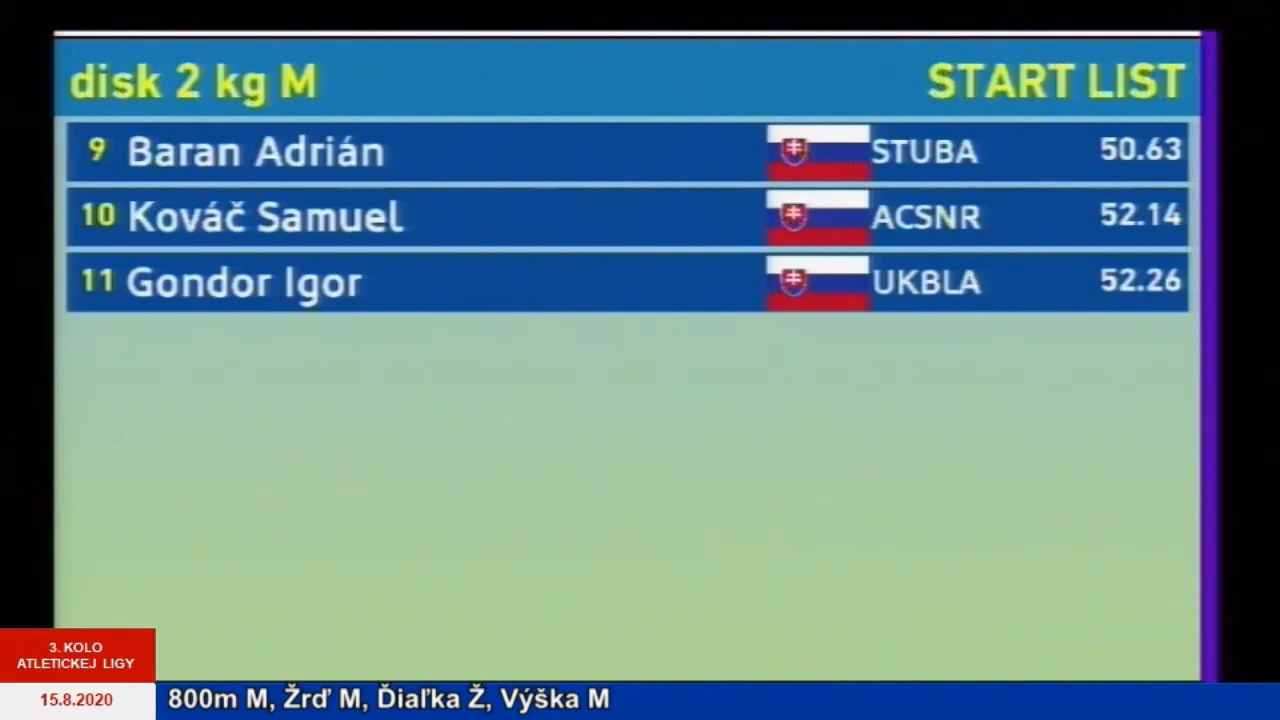 disk 2 kg M START LIST
9 Baran Adrián STUBA 50.63
10 Kováč Samuel ACSNR 52.14
11 Gondor Igor UKBLA 52.26
3. KOLO
ATLETICKEJ LIGY
15.8.2020
800m M, Žrď M, Ďiaľka Ž, Výška M